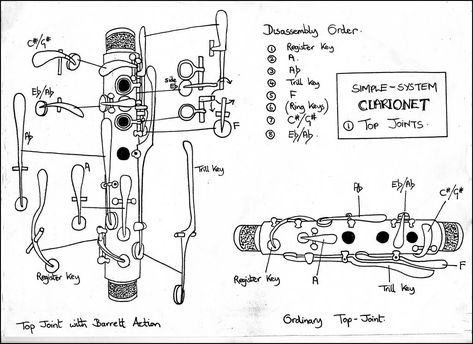 Disassembly Order.
① Register Key
② A.
③ A♭
④ Trill Key
⑤ F
⑥ (Ring Keys)
⑦ C#/G#
⑧ E♭/A♭.
SIMPLE-SYSTEM
CLARIONET
① TOP JOINTS.
C#/G#
E♭/A♭
side
E♭
A♭
A
F
Trill Key
Register Key
Top Joint with Barrett Action
A♭
E♭/A♭
C#/G#
Register Key
A
F
Trill Key
Ordinary Top-Joint.